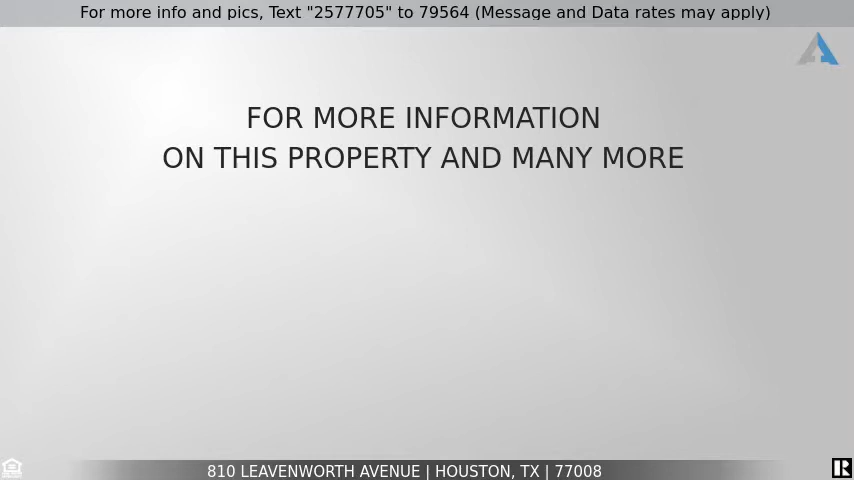 For more info and pics, Text "2577705" to 79564 (Message and Data rates may apply)
FOR MORE INFORMATION
ON THIS PROPERTY AND MANY MORE
810 LEAVENWORTH AVENUE | HOUSTON, TX | 77008